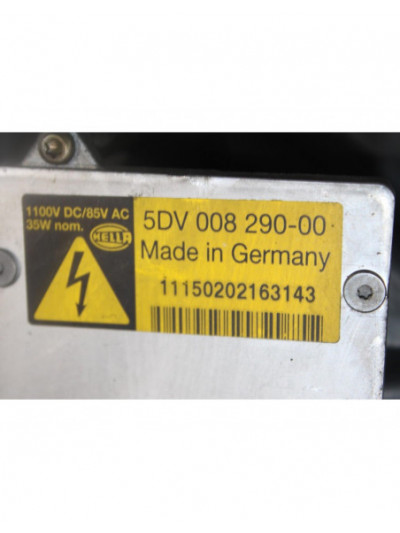 1100V DC/85V AC
35W nom.
HELLA
5DV 008 290-00
Made in Germany
11150202163143